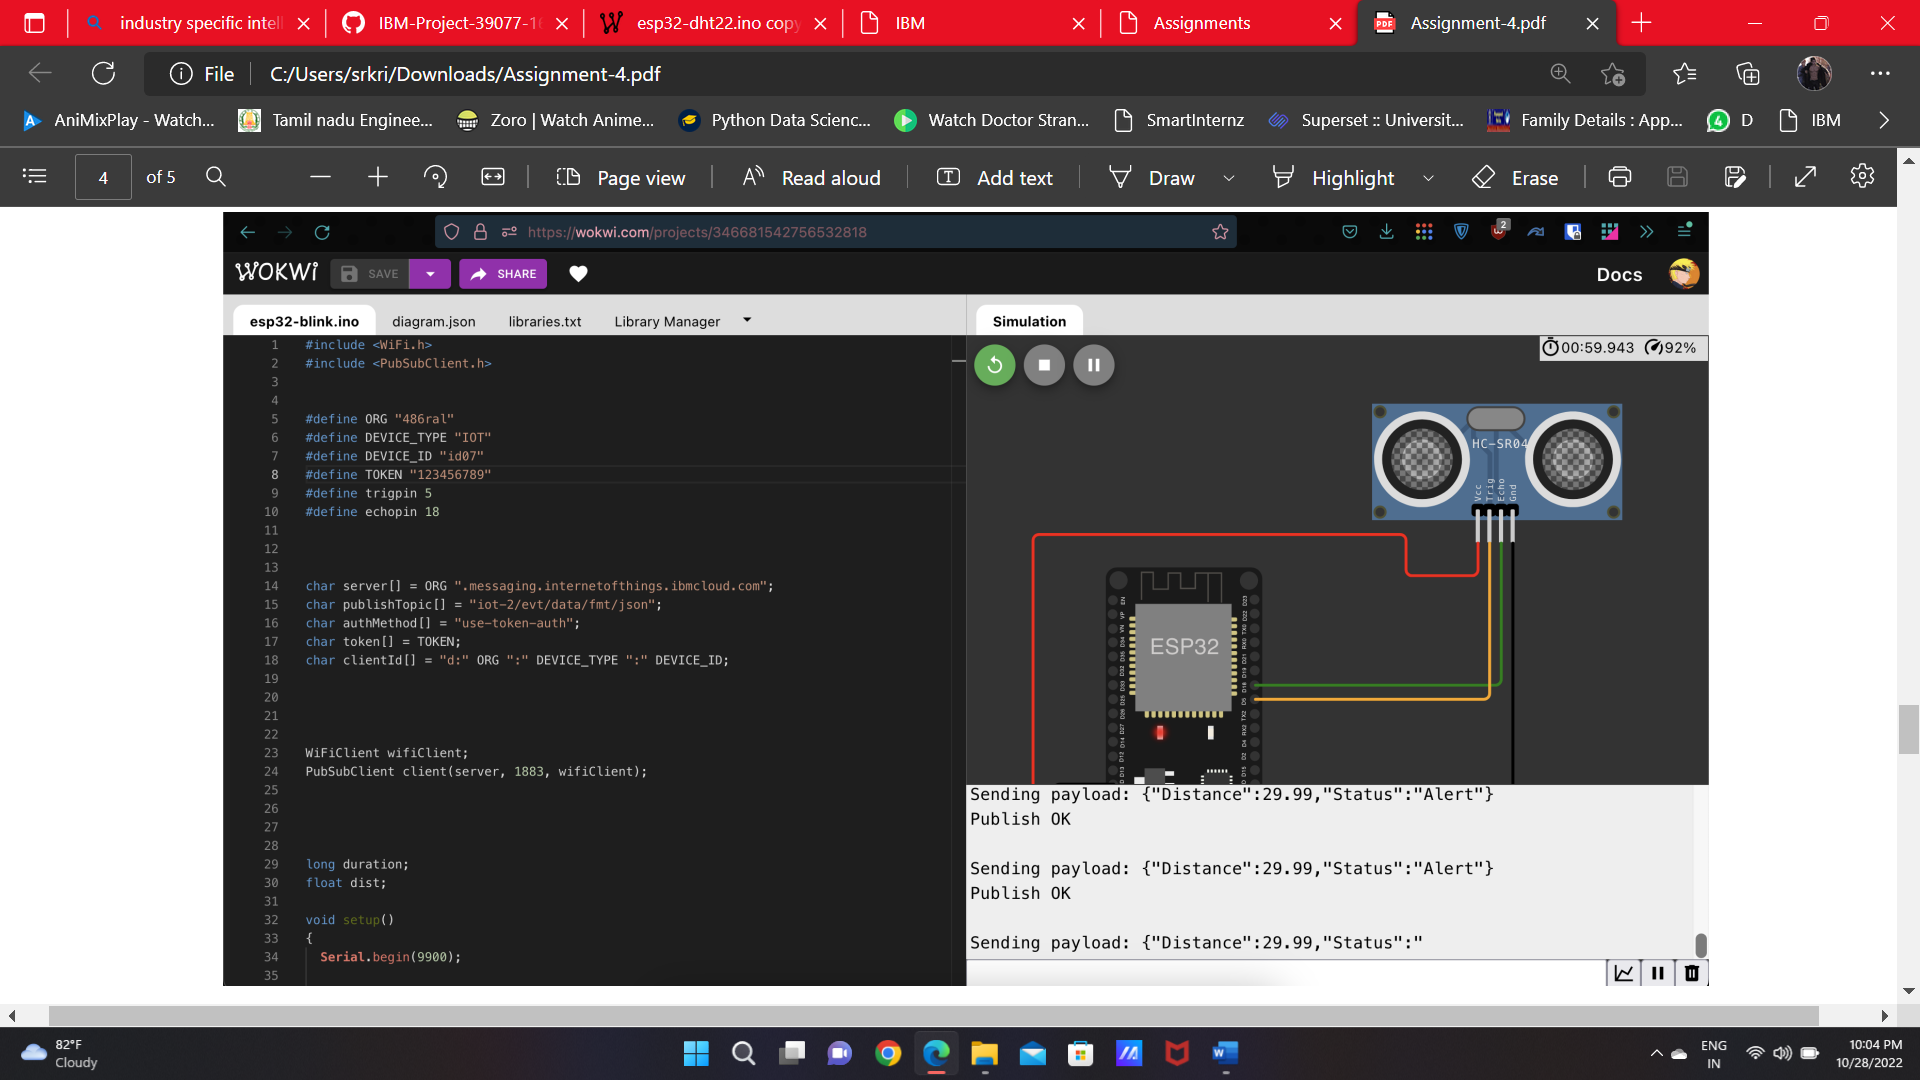 industry specific intel
IBM-Project-39077-16
esp32-dht22.ino copy
IBM
Assignments
Assignment-4.pdf
File
C:/Users/srkri/Downloads/Assignment-4.pdf
AniMixPlay - Watch...
Tamil nadu Enginee...
Zoro | Watch Anime...
Python Data Scienc...
Watch Doctor Stran...
SmartInternz
Superset :: Universit...
Family Details : App...
D
IBM
4 of 5
Page view
Read aloud
Add text
Draw
Highlight
Erase
https://wokwi.com/projects/346681542756532818
WOKWi
SAVE
SHARE
Docs
esp32-blink.ino
diagram.json
libraries.txt
Library Manager
Simulation
1 #include <WiFi.h>
2 #include <PubSubClient.h>
3
4
5 #define ORG "486ral"
6 #define DEVICE_TYPE "IOT"
7 #define DEVICE_ID "id07"
8 #define TOKEN "123456789"
9 #define trigpin 5
10 #define echopin 18
11
12
13
14 char server[] = ORG ".messaging.internetofthings.ibmcloud.com";
15 char publishTopic[] = "iot-2/evt/data/fmt/json";
16 char authMethod[] = "use-token-auth";
17 char token[] = TOKEN;
18 char clientId[] = "d:" ORG ":" DEVICE_TYPE ":" DEVICE_ID;
19
20
21
22
23 WiFiClient wifiClient;
24 PubSubClient client(server, 1883, wifiClient);
25
26
27
28
29 long duration;
30 float dist;
31
32 void setup()
33 {
34 Serial.begin(9900);
35
00:59.943 92%
HC-SR04
Vcc
Trig
Echo
Gnd
ESP32
Sending payload: {"Distance":29.99,"Status":"Alert"}
Publish OK
Sending payload: {"Distance":29.99,"Status":"Alert"}
Publish OK
Sending payload: {"Distance":29.99,"Status":"
82°F
Cloudy
ENG
IN
10:04 PM
10/28/2022